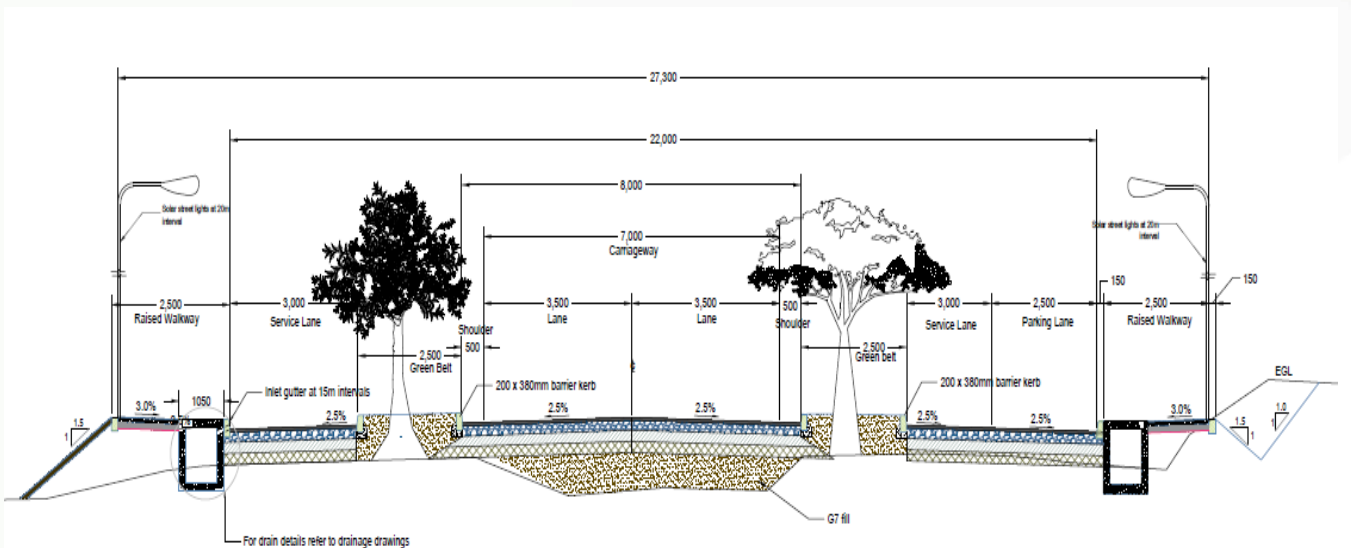 27,300
22,000
8,000
Solar street lights at 20m
interval
7,000
Carriageway
Solar street lights at 20m
interval
150
150
2,500
Raised Walkway
3,000
Service Lane
3,500
Lane
3,500
Lane
500
Shoulder
3,000
Service Lane
2,500
Parking Lane
2,500
Raised Walkway
Shoulder
500
2,500
Green Belt
2,500
Green belt
EGL
200 x 380mm barrier kerb
200 x 380mm barrier kerb
Inlet gutter at 15m intervals
1050
3.0%
2.5%
2.5%
2.5%
2.5%
2.5%
3.0%
1.5
1
1.5
1
1.0
1
G7 fill
For drain details refer to drainage drawings